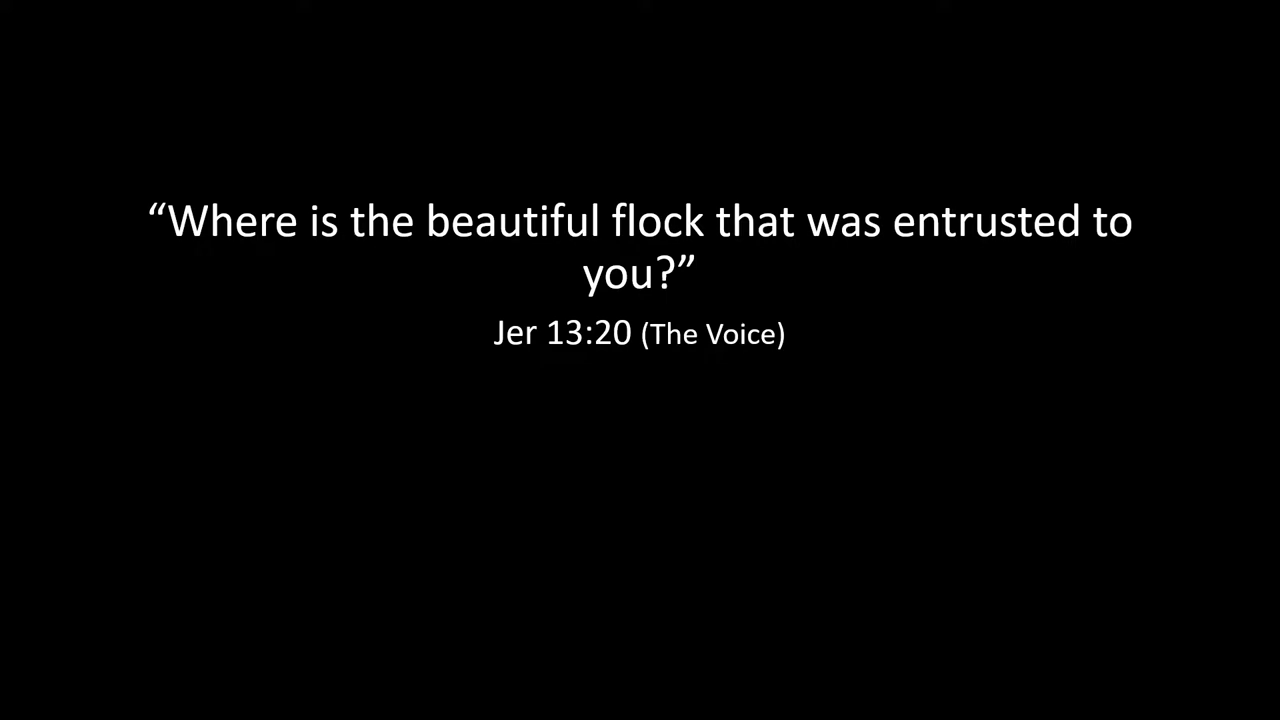 “Where is the beautiful flock that was entrusted to
you?”
Jer 13:20 (The Voice)